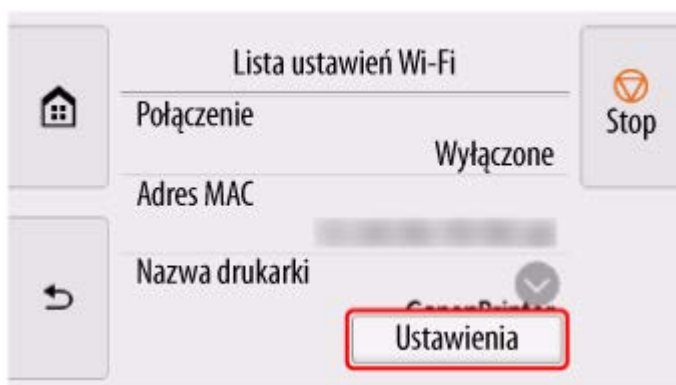 Lista ustawień Wi-Fi
Stop
Połączenie
Wyłączone
Adres MAC
Nazwa drukarki
Ustawienia